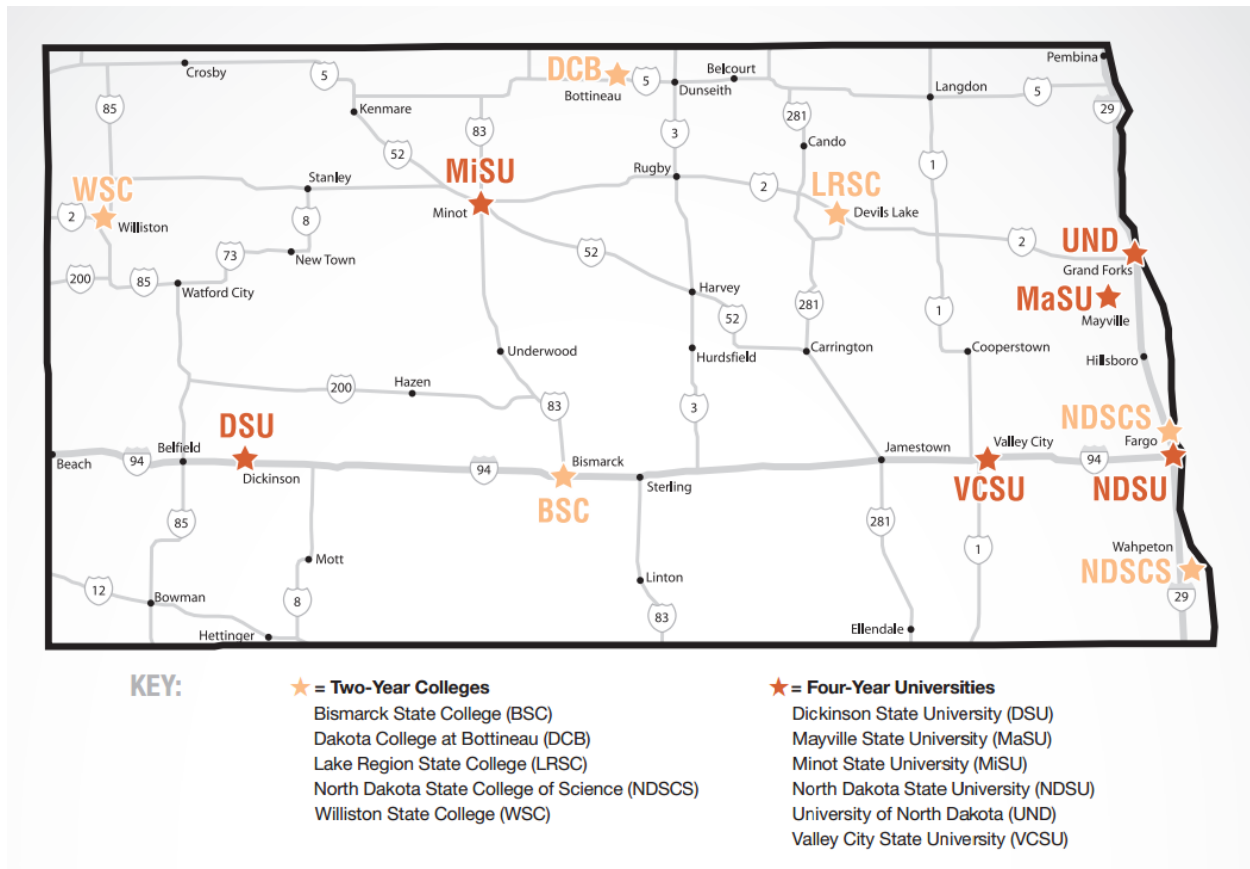 Pembina
DCB
Crosby
5
Bottineau
5
Belcourt
Dunseith
Langdon
5
85
Kenmare
83
3
281
29
52
Cando
1
MiSU
Rugby
WSC
Stanley
2
LRSC
2
Williston
8
Minot
Devils Lake
73
New Town
52
2
UND
Grand Forks
200
85
Watford City
Harvey
281
1
MaSU
Mayville
52
Underwood
Hurdsfield
Carrington
Cooperstown
Hillsboro
200
Hazen
83
3
DSU
NDSCS
Belfield
Jamestown
Valley City
Fargo
Beach
94
Dickinson
94
Bismarck
94
Sterling
BSC
VCSU
NDSU
85
281
1
Mott
Wahpeton
NDSCS
12
Bowman
8
Linton
29
83
Hettinger
Ellendale
KEY:
= Two-Year Colleges
Bismarck State College (BSC)
Dakota College at Bottineau (DCB)
Lake Region State College (LRSC)
North Dakota State College of Science (NDSCS)
Williston State College (WSC)
= Four-Year Universities
Dickinson State University (DSU)
Mayville State University (MaSU)
Minot State University (MiSU)
North Dakota State University (NDSU)
University of North Dakota (UND)
Valley City State University (VCSU)